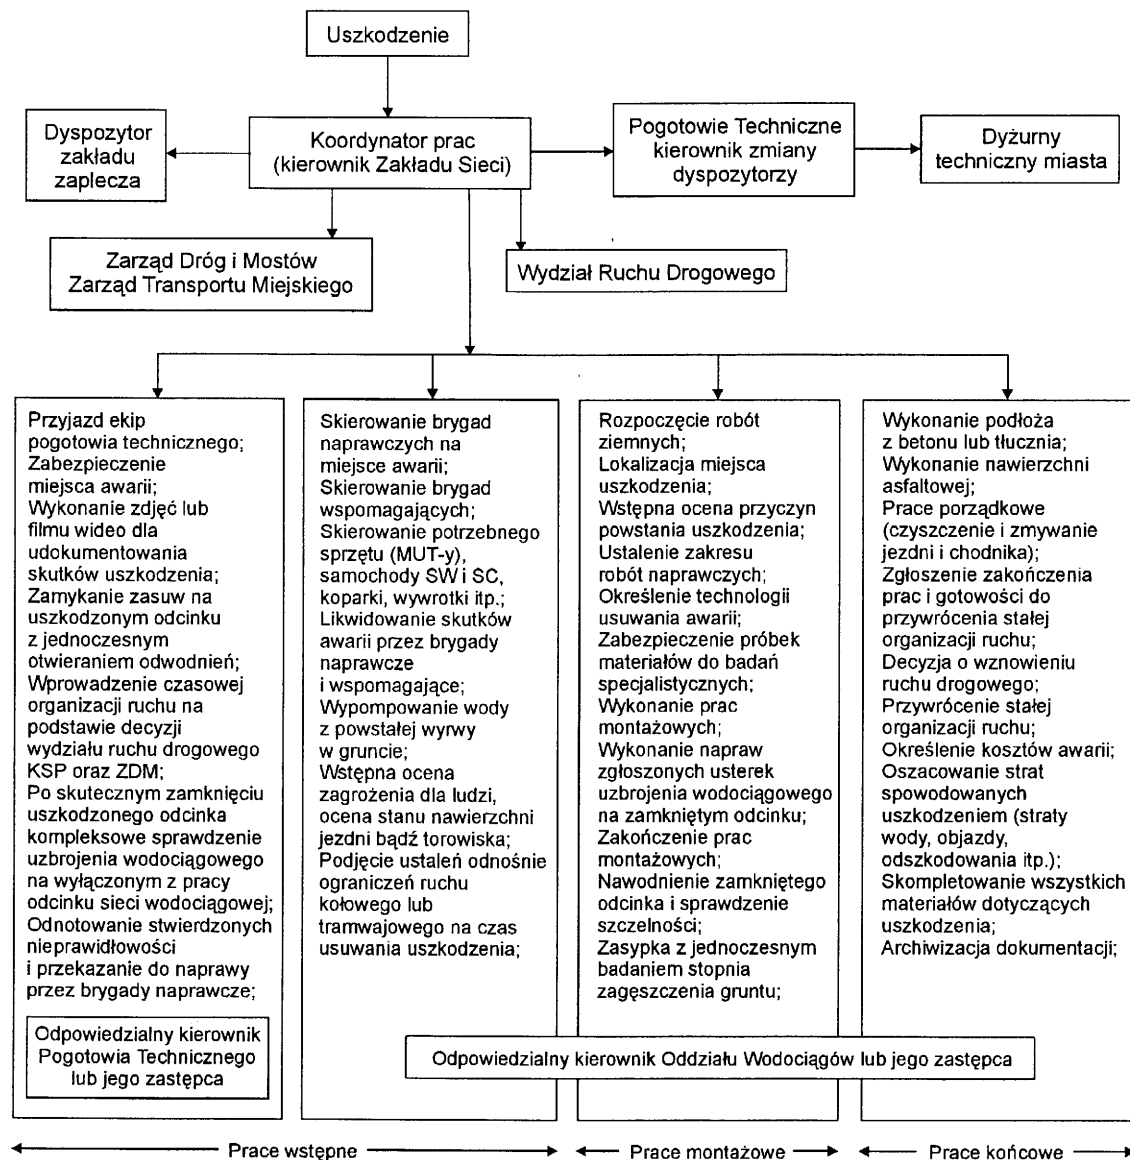 Uszkodzenie
Dyspozytor
zakładu
zaplecza
Koordynator prac
(kierownik Zakładu Sieci)
Pogotowie Techniczne
kierownik zmiany
dyspozytorzy
Dyżurny
techniczny miasta
Zarząd Dróg i Mostów
Zarząd Transportu Miejskiego
Wydział Ruchu Drogowego
Przyjazd ekip
pogotowia technicznego;
Zabezpieczenie
miejsca awarii;
Wykonanie zdjęć lub
filmu wideo dla
udokumentowania
skutków uszkodzenia;
Zamykanie zasuw na
uszkodzonym odcinku
z jednoczesnym
otwieraniem odwodnień;
Wprowadzenie czasowej
organizacji ruchu na
podstawie decyzji
wydziału ruchu drogowego
KSP oraz ZDM;
Po skutecznym zamknięciu
uszkodzonego odcinka
kompleksowe sprawdzenie
uzbrojenia wodociągowego
na wyłączonym z pracy
odcinku sieci wodociągowej;
Odnotowanie stwierdzonych
nieprawidłowości
i przekazanie do naprawy
przez brygady naprawcze;
Odpowiedzialny kierownik
Pogotowia Technicznego
lub jego zastępca
Skierowanie brygad
naprawczych na
miejsce awarii;
Skierowanie brygad
wspomagających;
Skierowanie potrzebnego
sprzętu (MUT-y),
samochody SW i SC,
koparki, wywrotki itp.;
Likwidowanie skutków
awarii przez brygady
naprawcze
i wspomagające;
Wypompowanie wody
z powstałej wyrwy
w gruncie;
Wstępna ocena
zagrożenia dla ludzi,
ocena stanu nawierzchni
jezdni bądź torowiska;
Podjęcie ustaleń odnośnie
ograniczeń ruchu
kołowego lub
tramwajowego na czas
usuwania uszkodzenia;
Rozpoczęcie robót
ziemnych;
Lokalizacja miejsca
uszkodzenia;
Wstępna ocena przyczyn
powstania uszkodzenia;
Ustalenie zakresu
robót naprawczych;
Określenie technologii
usuwania awarii;
Zabezpieczenie próbek
materiałów do badań
specjalistycznych;
Wykonanie prac
montażowych;
Wykonanie napraw
zgłoszonych usterek
uzbrojenia wodociągowego
na zamkniętym odcinku;
Zakończenie prac
montażowych;
Nawodnienie zamkniętego
odcinka i sprawdzenie
szczelności;
Zasypka z jednoczesnym
badaniem stopnia
zagęszczenia gruntu;
Wykonanie podłoża
z betonu lub tłucznia;
Wykonanie nawierzchni
asfaltowej;
Prace porządkowe
(czyszczenie i zmywanie
jezdni i chodnika);
Zgłoszenie zakończenia
prac i gotowości do
przywrócenia stałej
organizacji ruchu;
Decyzja o wznowieniu
ruchu drogowego;
Przywrócenie stałej
organizacji ruchu;
Określenie kosztów awarii;
Oszacowanie strat
spowodowanych
uszkodzeniem (straty
wody, objazdy,
odszkodowania itp.);
Skompletowanie wszystkich
materiałów dotyczących
uszkodzenia;
Archiwizacja dokumentacji;
Odpowiedzialny kierownik Oddziału Wodociągów lub jego zastępca
Prace wstępne
Prace montażowe
Prace końcowe